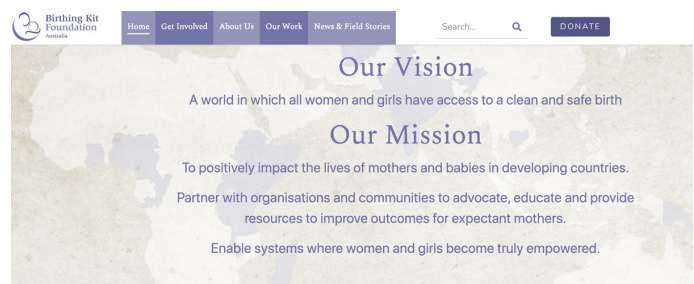 Birthing Kit
Foundation
Australia
Home Get Involved About Us Our Work News & Field Stories
Search...
DONATE
Our Vision
A world in which all women and girls have access to a clean and safe birth
Our Mission
To positively impact the lives of mothers and babies in developing countries.
Partner with organisations and communities to advocate, educate and provide
resources to improve outcomes for expectant mothers.
Enable systems where women and girls become truly empowered.